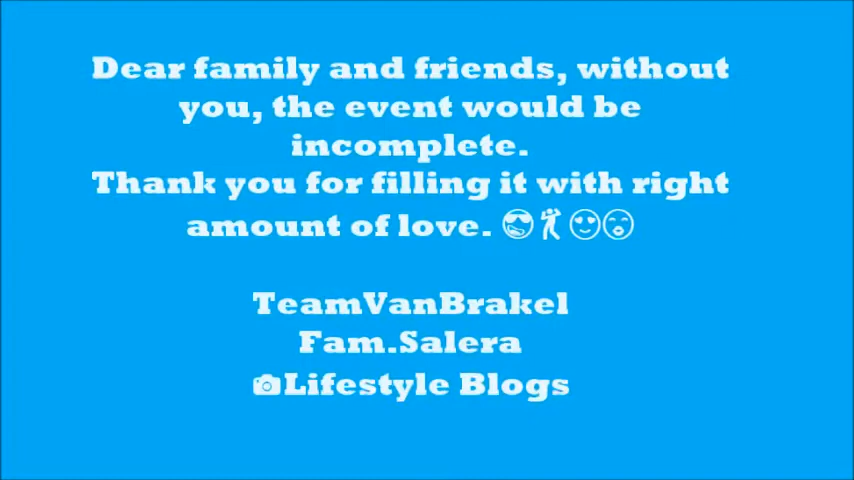 Dear family and friends, without
you, the event would be
incomplete.
Thank you for filling it with right
amount of love. 😎🏌😍😙
TeamVanBrakel
Fam.Salera
📷Lifestyle Blogs